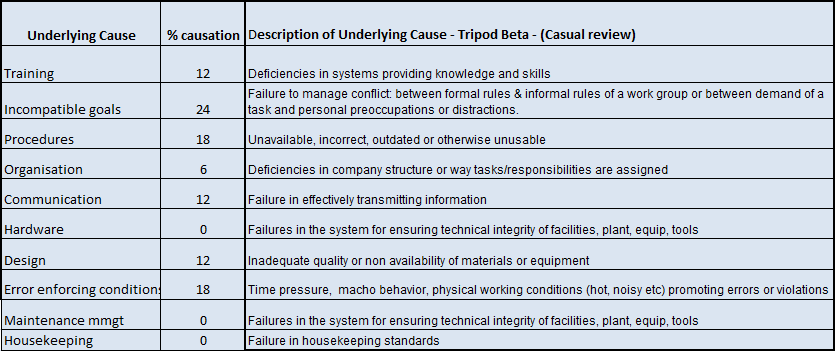 Underlying Cause % causation Description of Underlying Cause - Tripod Beta - (Casual review)
Training 12 Deficiencies in systems providing knowledge and skills
Incompatible goals 24 Failure to manage conflict: between formal rules & informal rules of a work group or between demand of a
task and personal preoccupations or distractions.
Procedures 18 Unavailable, incorrect, outdated or otherwise unusable
Organisation 6 Deficiencies in company structure or way tasks/responsibilities are assigned
Communication 12 Failure in effectively transmitting information
Hardware 0 Failures in the system for ensuring technical integrity of facilities, plant, equip, tools
Design 12 Inadequate quality or non availability of materials or equipment
Error enforcing conditions 18 Time pressure, macho behavior, physical working conditions (hot, noisy etc) promoting errors or violations
Maintenance mmgt 0 Failures in the system for ensuring technical integrity of facilities, plant, equip, tools
Housekeeping 0 Failure in housekeeping standards